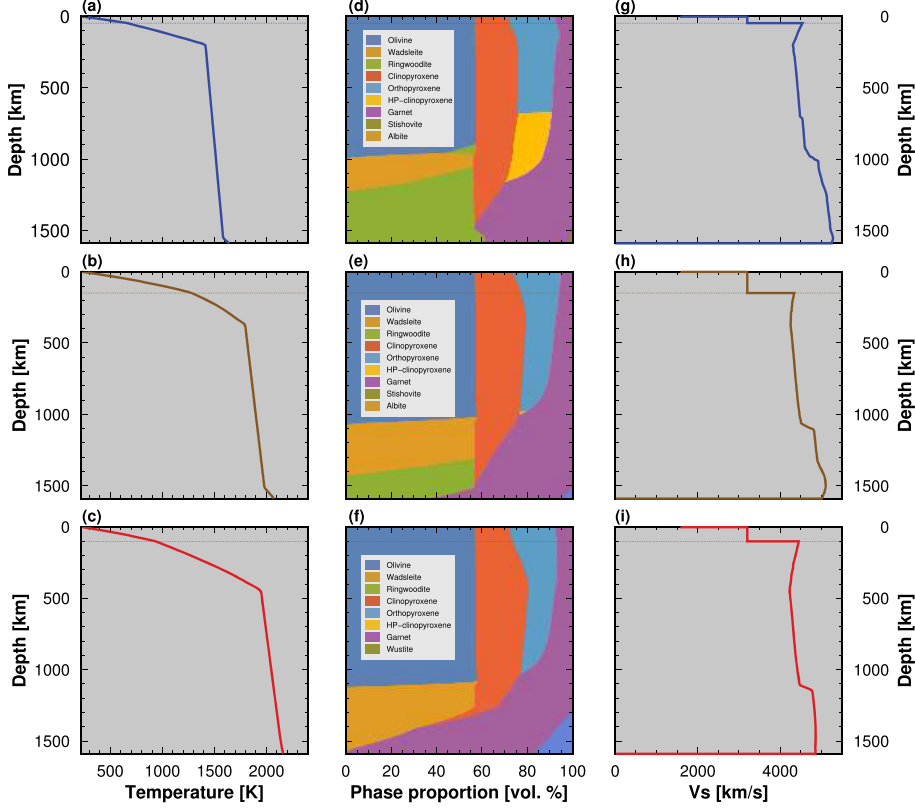 (a)
(d)
(g)
0
500
1000
1500
Depth [km]
Olivine
Wadsleite
Ringwoodite
Clinopyroxene
Orthopyroxene
HP−clinopyroxene
Garnet
Stishovite
Albite
0
500
1000
1500
Depth [km]
(b)
(e)
(h)
0
500
1000
1500
Depth [km]
Olivine
Wadsleite
Ringwoodite
Clinopyroxene
Orthopyroxene
HP−clinopyroxene
Garnet
Stishovite
Albite
0
500
1000
1500
Depth [km]
(c)
(f)
(i)
0
500
1000
1500
Depth [km]
Olivine
Wadsleite
Ringwoodite
Clinopyroxene
Orthopyroxene
HP−clinopyroxene
Garnet
Wustite
0
500
1000
1500
Depth [km]
500 1000 1500 2000
0 20 40 60 80 100
0 2000 4000
Temperature [K]
Phase proportion [vol. %]
Vs [km/s]